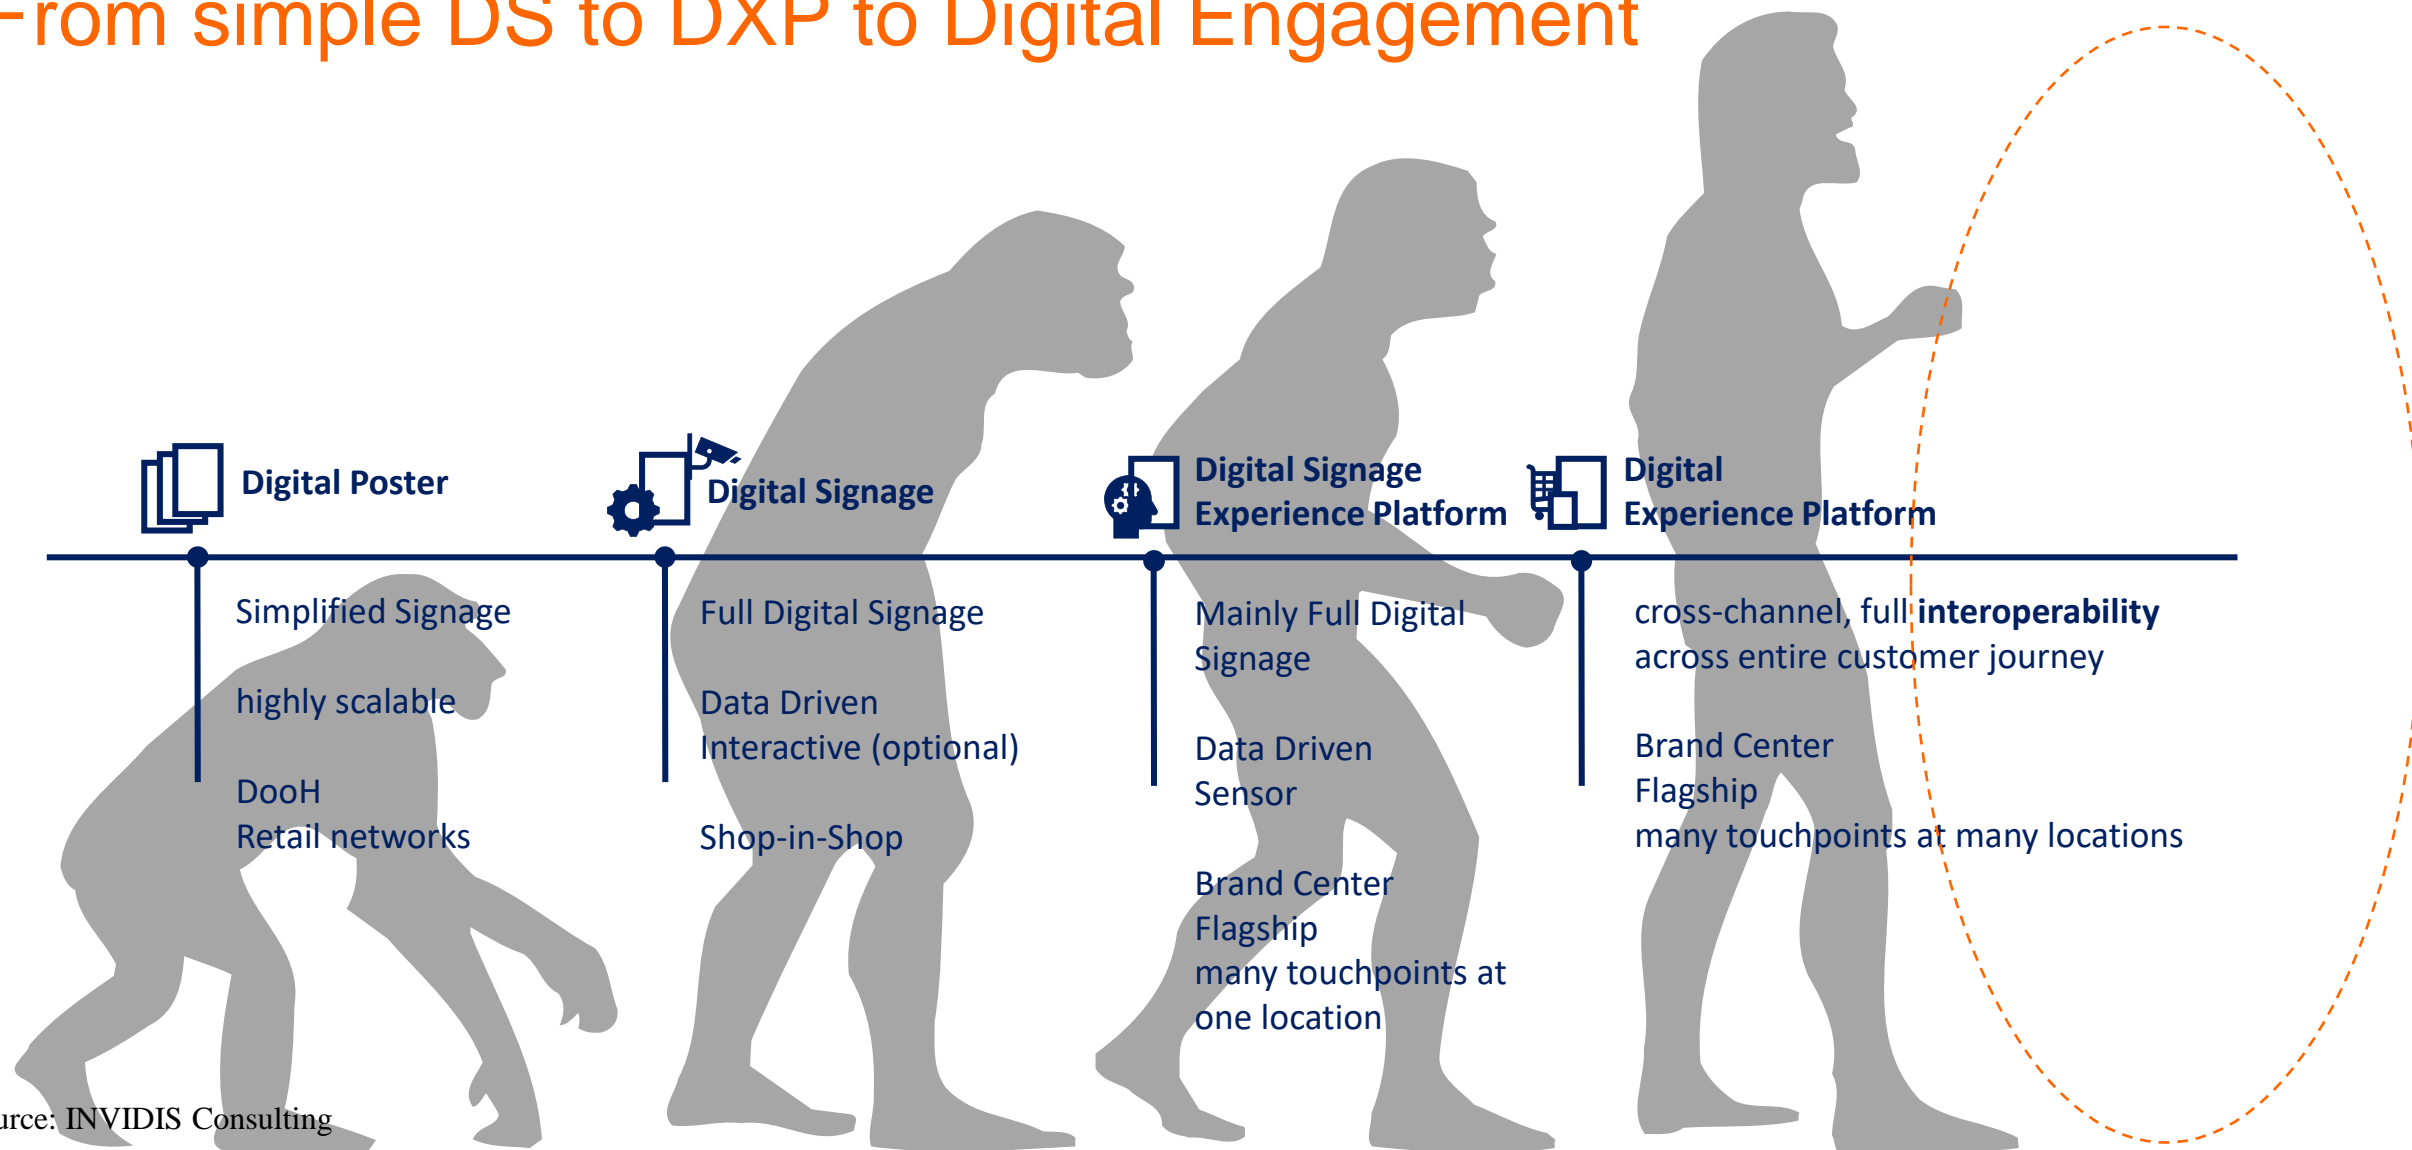 From simple DS to DXP to Digital Engagement
Digital Poster
Simplified Signage
highly scalable
DooH
Retail networks
Digital Signage
Full Digital Signage
Data Driven
Interactive (optional)
Shop-in-Shop
Digital Signage
Experience Platform
Mainly Full Digital
Signage
Data Driven
Sensor
Brand Center
Flagship
many touchpoints at
one location
Digital
Experience Platform
cross-channel, full interoperability
across entire customer journey
Brand Center
Flagship
many touchpoints at many locations
urce: INVIDIS Consulting